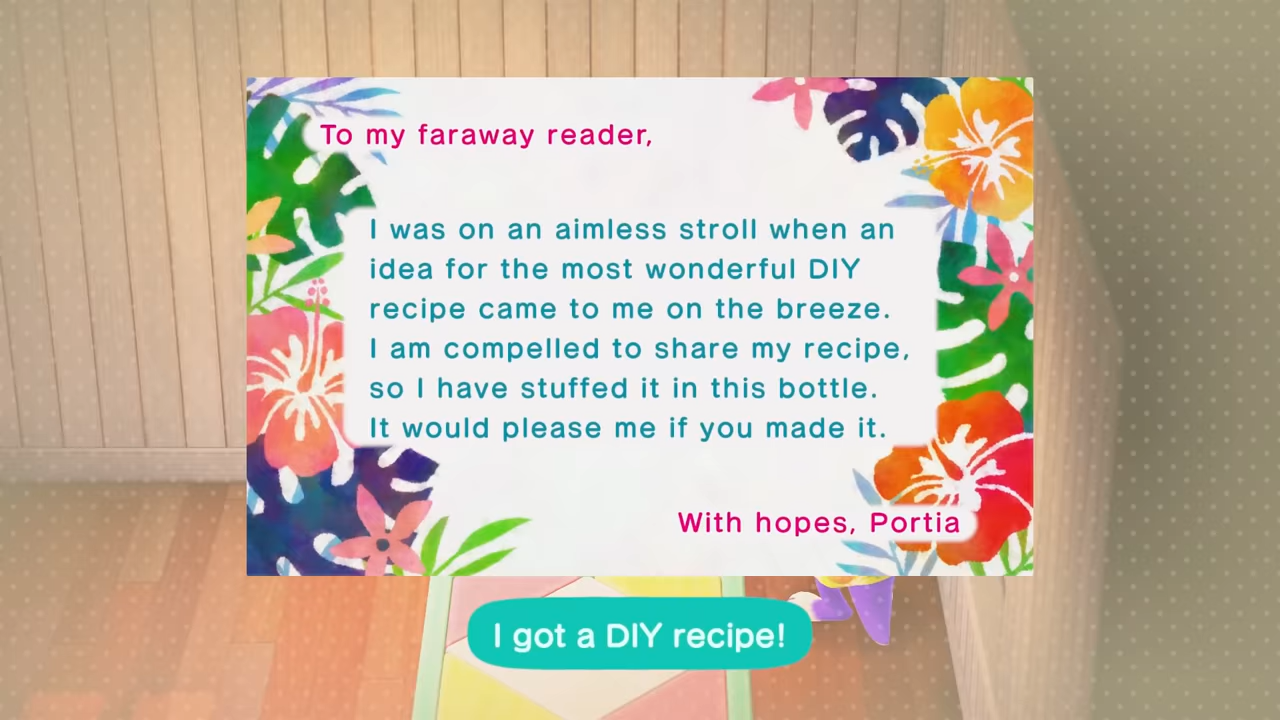 To my faraway reader,
I was on an aimless stroll when an
idea for the most wonderful DIY
recipe came to me on the breeze.
I am compelled to share my recipe,
so I have stuffed it in this bottle.
It would please me if you made it.
With hopes, Portia
I got a DIY recipe!